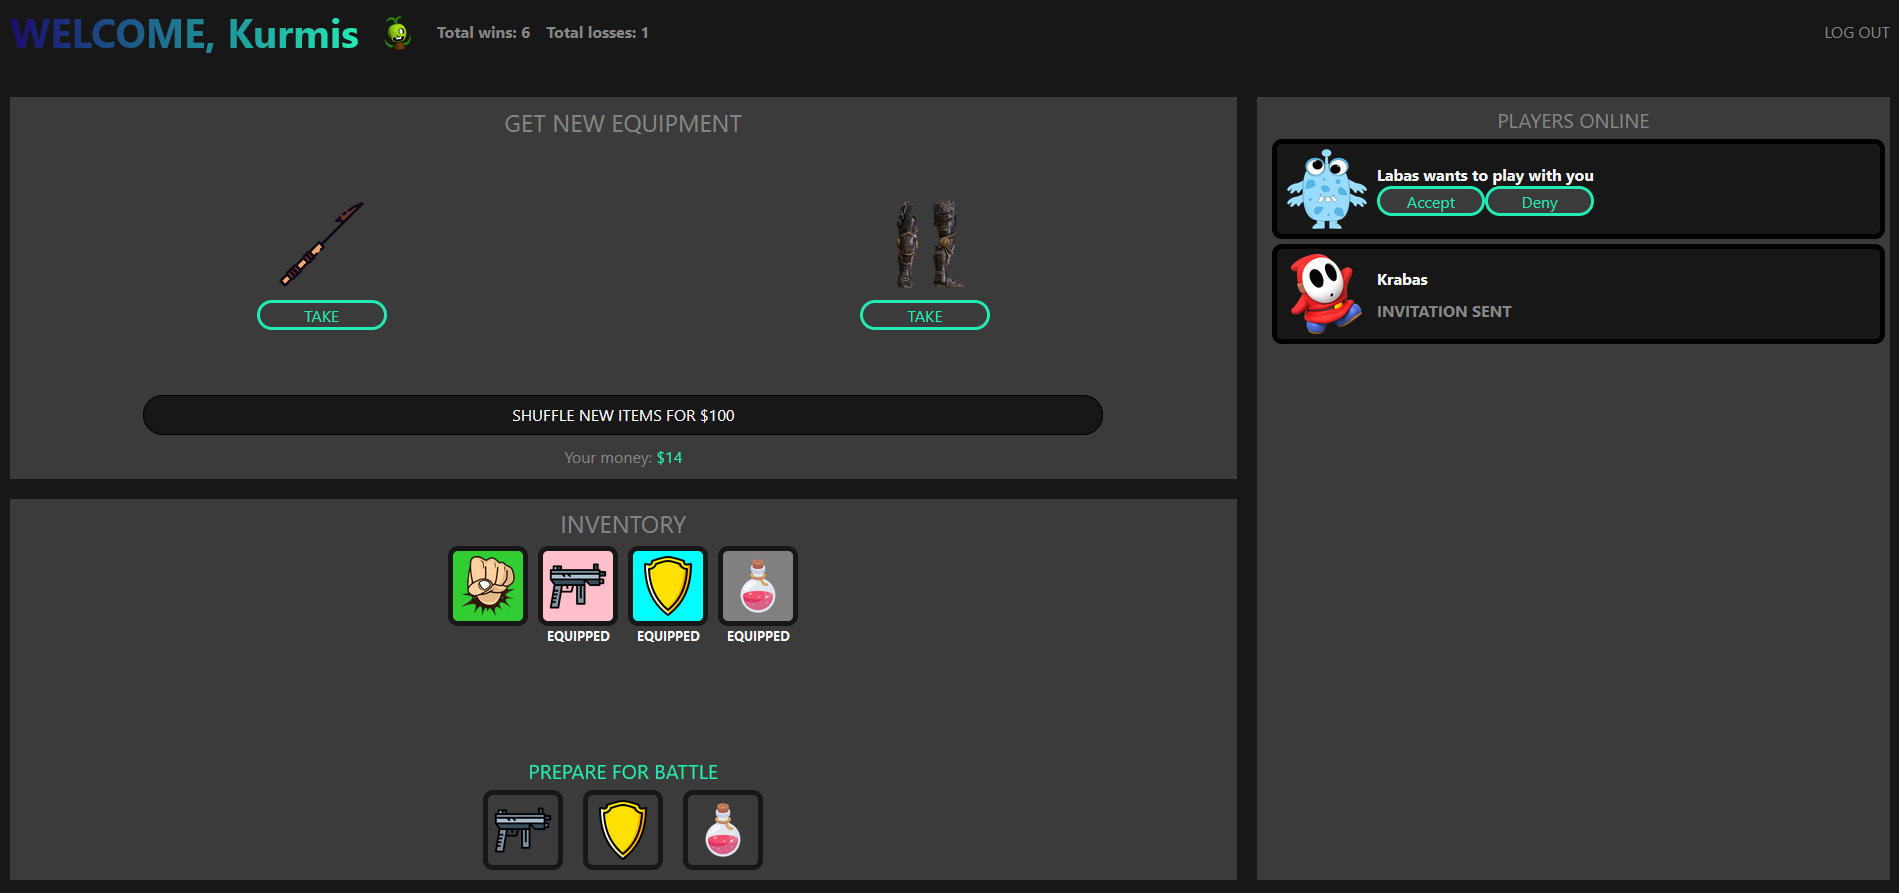 WELCOME, Kurmis Total wins: 6 Total losses: 1 LOG OUT
GET NEW EQUIPMENT
TAKE TAKE
SHUFFLE NEW ITEMS FOR $100
Your money: $14
INVENTORY
EQUIPPED EQUIPPED EQUIPPED
PREPARE FOR BATTLE
PLAYERS ONLINE
Labas wants to play with you
Accept Deny
Krabas
INVITATION SENT